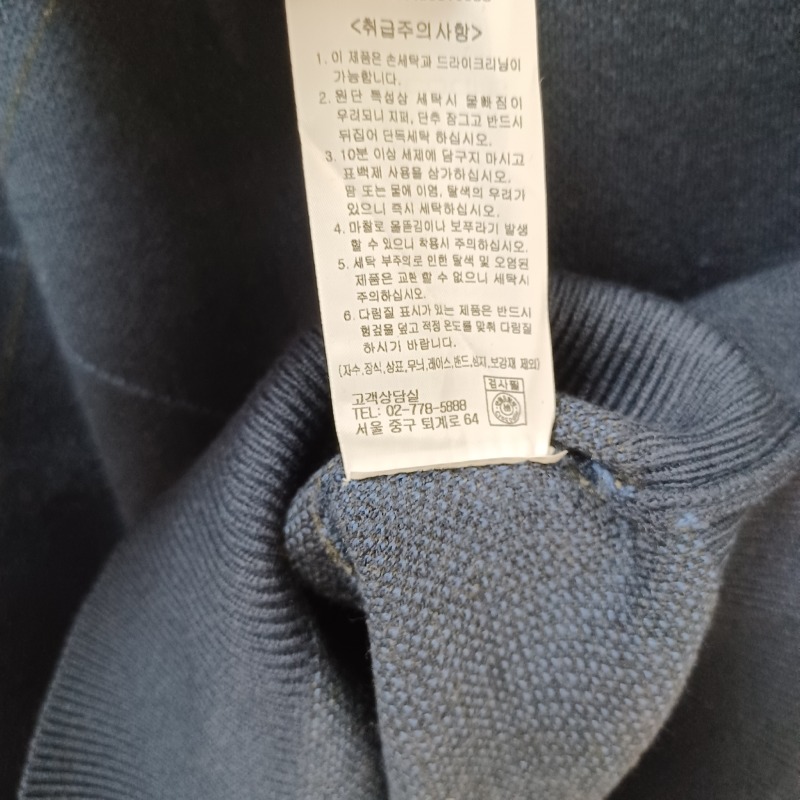 <취급주의사항>
1. 이 제품은 손세탁과 드라이크리닝이
가능합니다.
2. 원단 특성상 세탁시 물빠짐이
우려되니 지퍼, 단추 잠그고 반드시
뒤집어 단독세탁 하십시오.
3. 10분 이상 세제에 담구지 마시고
표백제 사용을 삼가하십시오.
땀 또는 물에 이염, 탈색의 우려가
있으니 즉시 세탁하십시오.
4. 마찰로 올뜯김이나 보푸라기 발생
할 수 있으니 착용시 주의하십시오.
5. 세탁 부주의로 인한 탈색 및 오염된
제품은 교환 할 수 없으니 세탁시
주의하십시오.
6. 다림질 표시가 있는 제품은 반드시
헝겊을 덮고 적정 온도를 맞춰 다림질
하시기 바랍니다.
(자수,장식,상표,무늬,레이스,밴드,심지,보강재 제외)
고객상담실
검사필
TEL: 02-778-5888
서울 중구 퇴계로 64